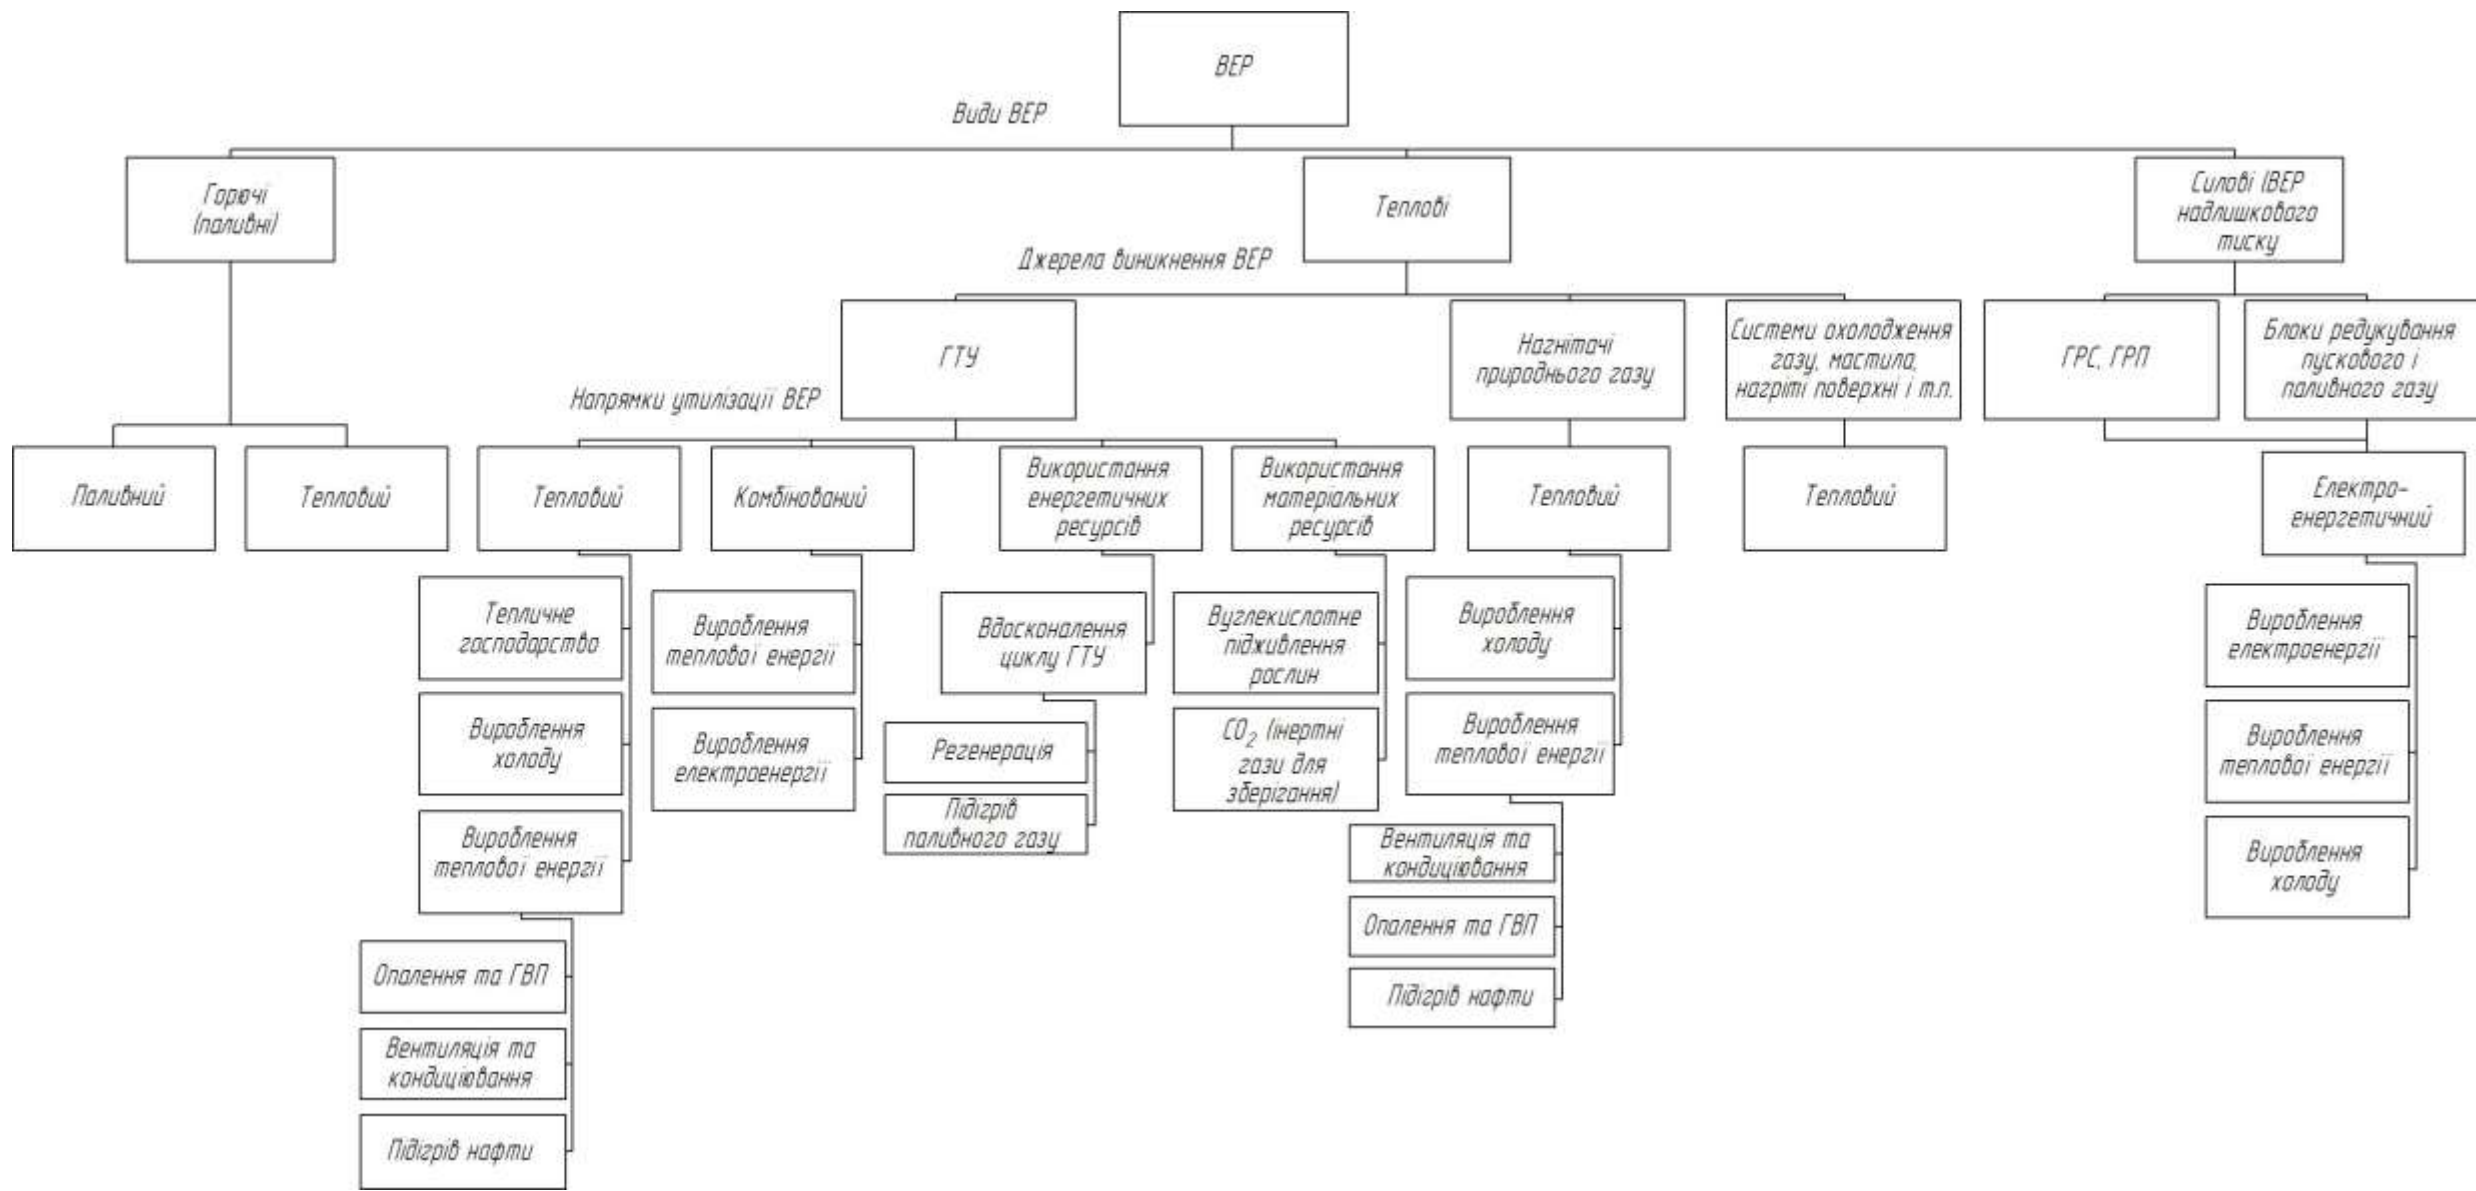 ВЕР
Види ВЕР
Горючі
(паливні)
Теплові
Силові (ВЕР
надлишкового
тиску
Джерела виникнення ВЕР
ГТУ
Нагнітачі
природнього газу
Системи охолодження
газу, мастила,
нагріті поверхні і т.п.
ГРС, ГРП
Блоки редукування
пускового і
паливного газу
Напрямки утилізації ВЕР
Паливний
Тепловий
Тепловий
Комбінований
Використання
енергетичних
ресурсів
Використання
матеріальних
ресурсів
Тепловий
Тепловий
Електро-
енергетичний
Тепличне
господарство
Вироблення
холоду
Вироблення
теплової енергії
Опалення та ГВП
Вентиляція та
кондиціювання
Підігрів нафти
Вироблення
теплової енергії
Вироблення
електроенергії
Вдосконалення
циклу ГТУ
Регенерація
Підігрів
паливного газу
Вуглекислотне
підживлення
рослин
CO₂ (інертні
гази для
зберігання)
Вироблення
холоду
Вироблення
теплової енергії
Вентиляція та
кондиціювання
Опалення та ГВП
Підігрів нафти
Вироблення
електроенергії
Вироблення
теплової енергії
Вироблення
холоду